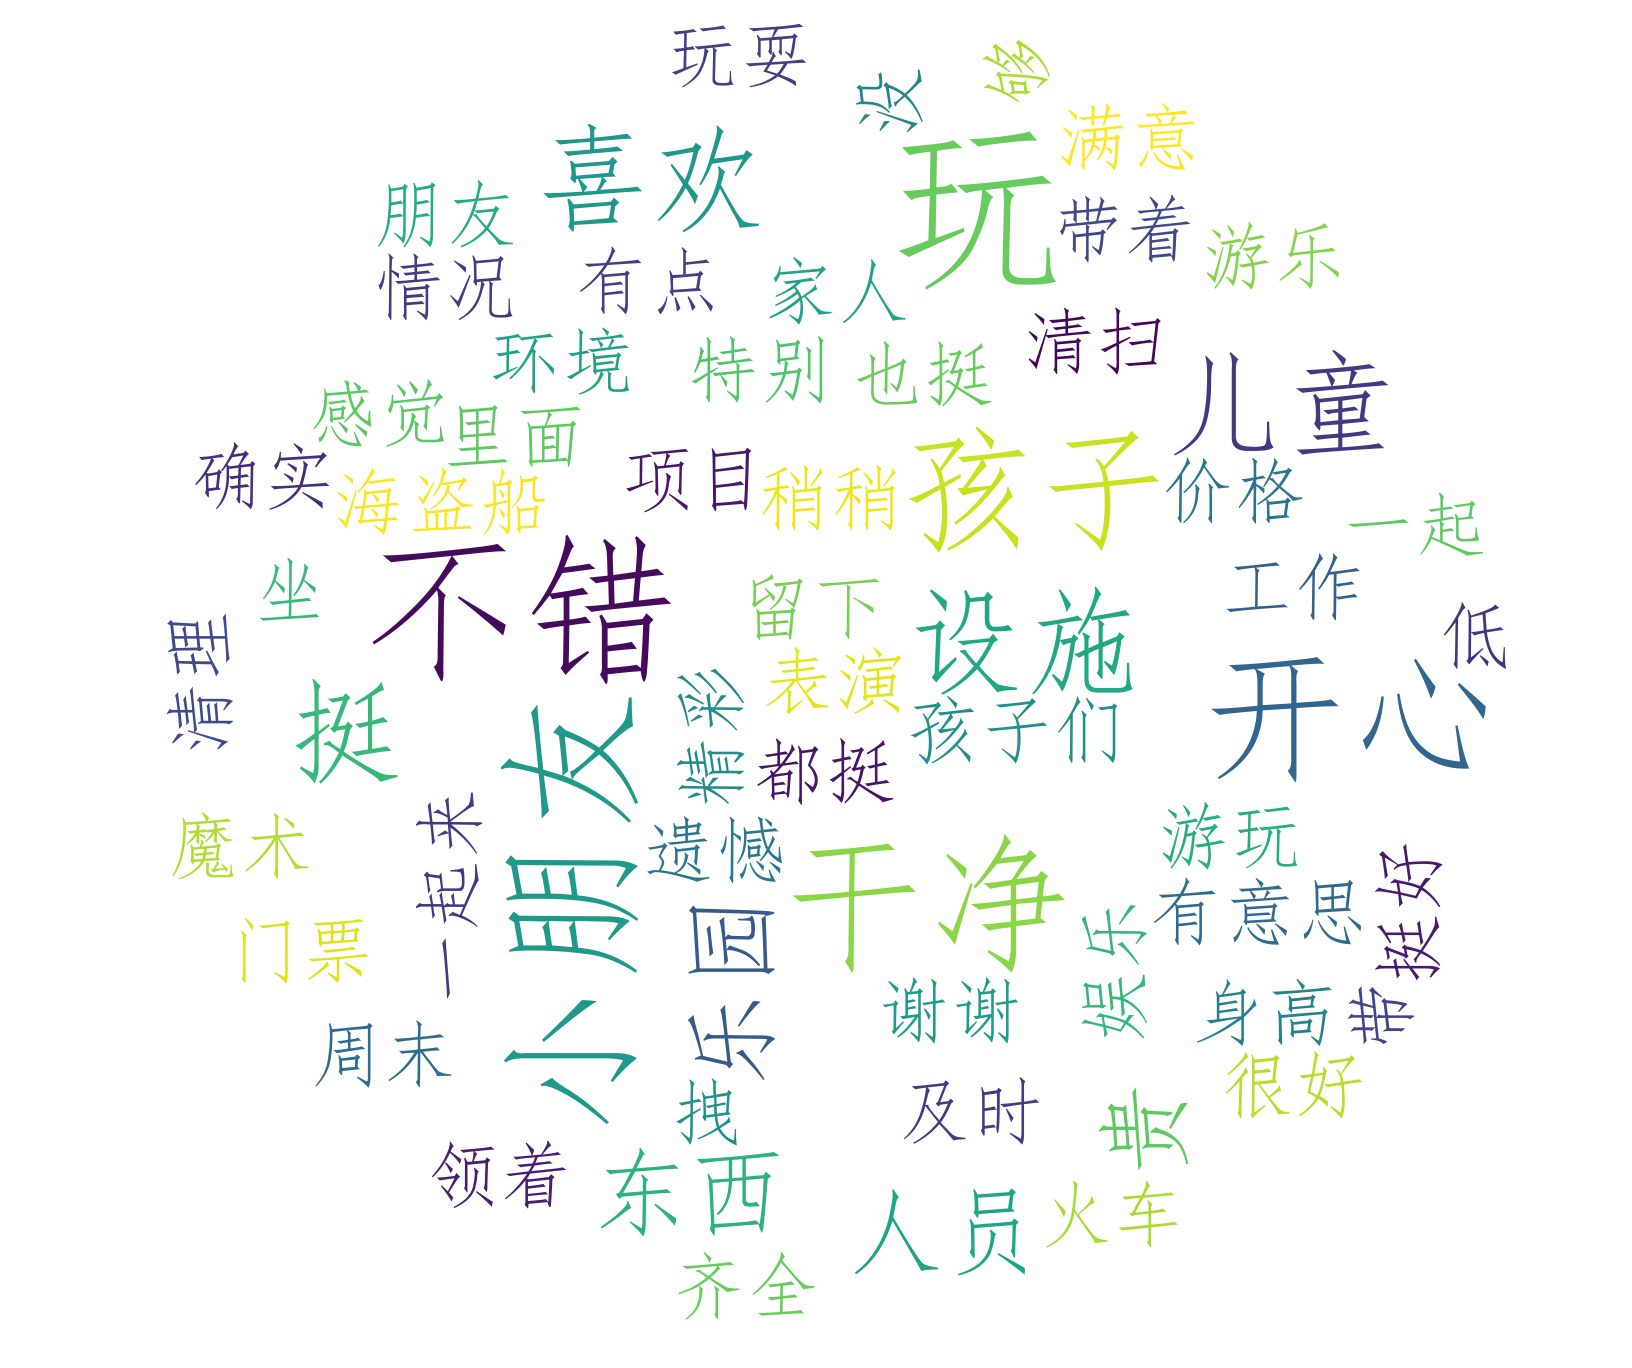 玩耍
没
够
满意
喜欢
玩
朋友
带着
游乐
情况
有点
家人
清扫
环境
特别
也挺
儿童
感觉
里面
孩子
确实
海盗船
项目
稍稍
价格
一起
不错
坐
留下
设施
工作
低
开心
清理
挺
小朋友
精彩
表演
孩子们
都挺
魔术
一起来
遗憾
干净
游玩
有意思
挺好
门票
乐园
谢谢
娱乐
身高
带
周末
拽
及时
贵
很好
领着
东西
人员
火车
齐全